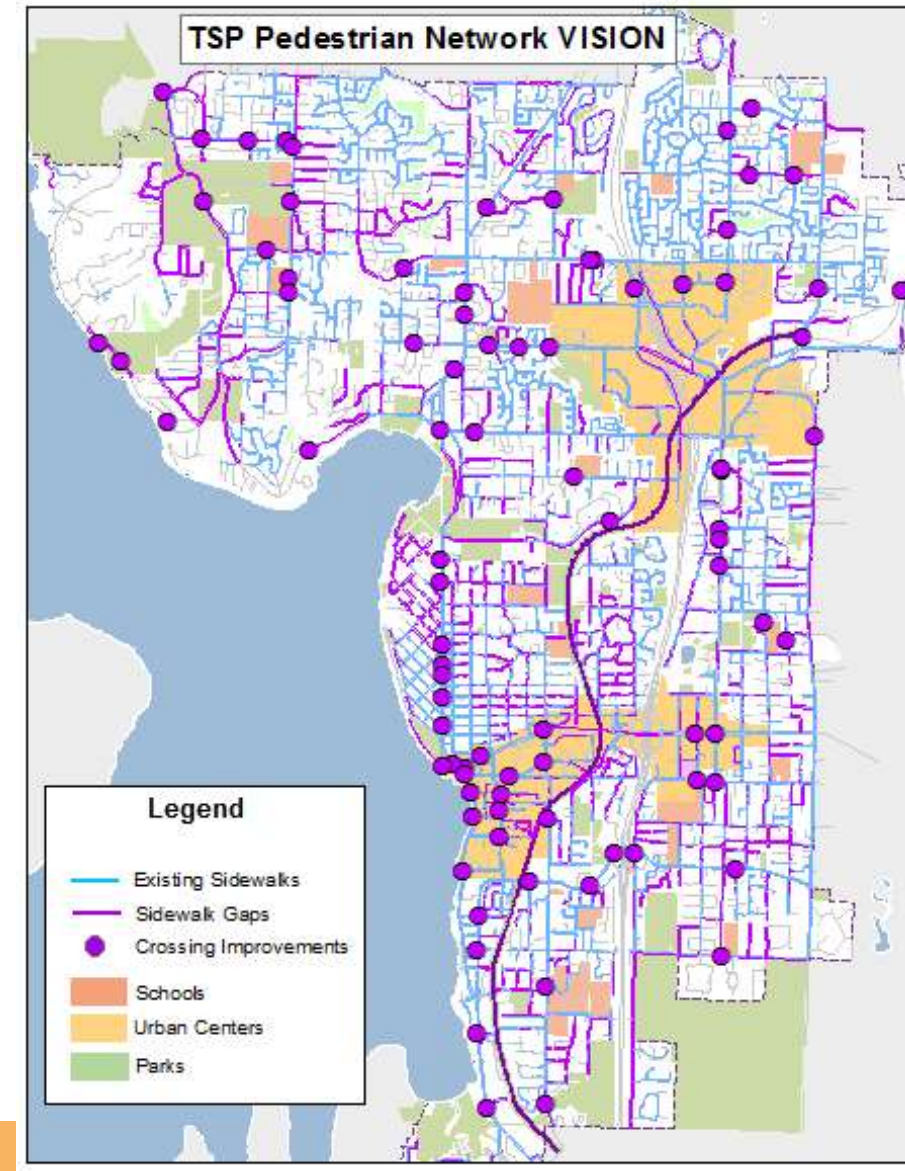 TSP Pedestrian Network VISION
Legend
Existing Sidewalks
Sidewalk Gaps
Crossing Improvements
Schools
Urban Centers
Parks